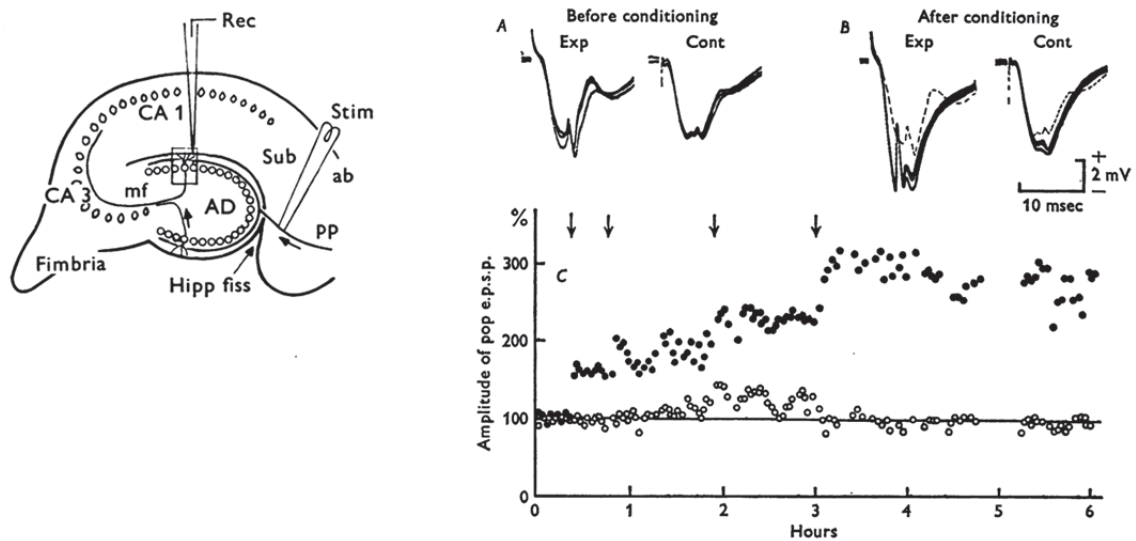 Rec
CA 1
Stim
Sub
ab
mf
CA 3
AD
PP
Fimbria
Hipp fiss
A
Before conditioning
Exp
Cont
B
After conditioning
Exp
Cont
+
2 mV
−
10 msec
%
C
300
200
100
0
Amplitude of pop e.p.s.p.
0 1 2 3 4 5 6
Hours